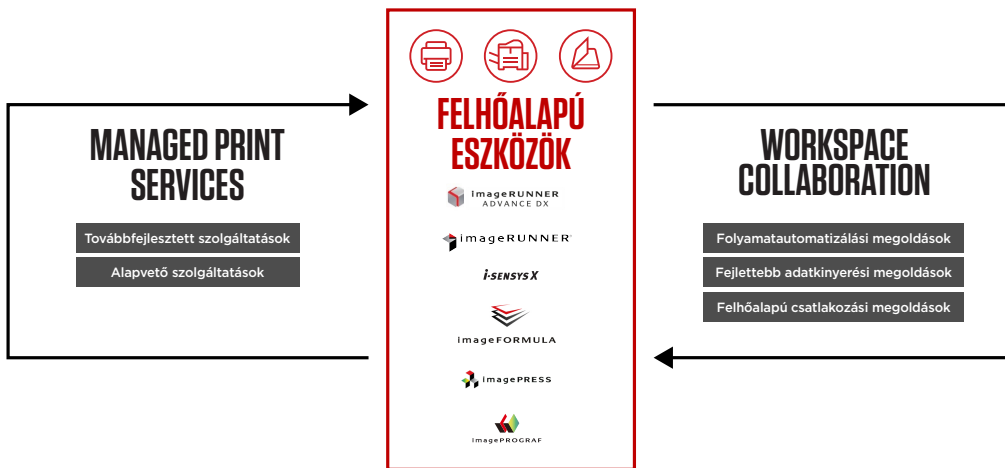 MANAGED PRINT
SERVICES
Továbbfejlesztett szolgáltatások
Alapvető szolgáltatások
FELHŐALAPÚ
ESZKÖZÖK
imageRUNNER
ADVANCE DX
imageRUNNER
i-SENSYS X
imageFORMULA
imagePRESS
imagePROGRAF
WORKSPACE
COLLABORATION
Folyamatautomatizálási megoldások
Fejlettebb adatkinyerési megoldások
Felhőalapú csatlakozási megoldások